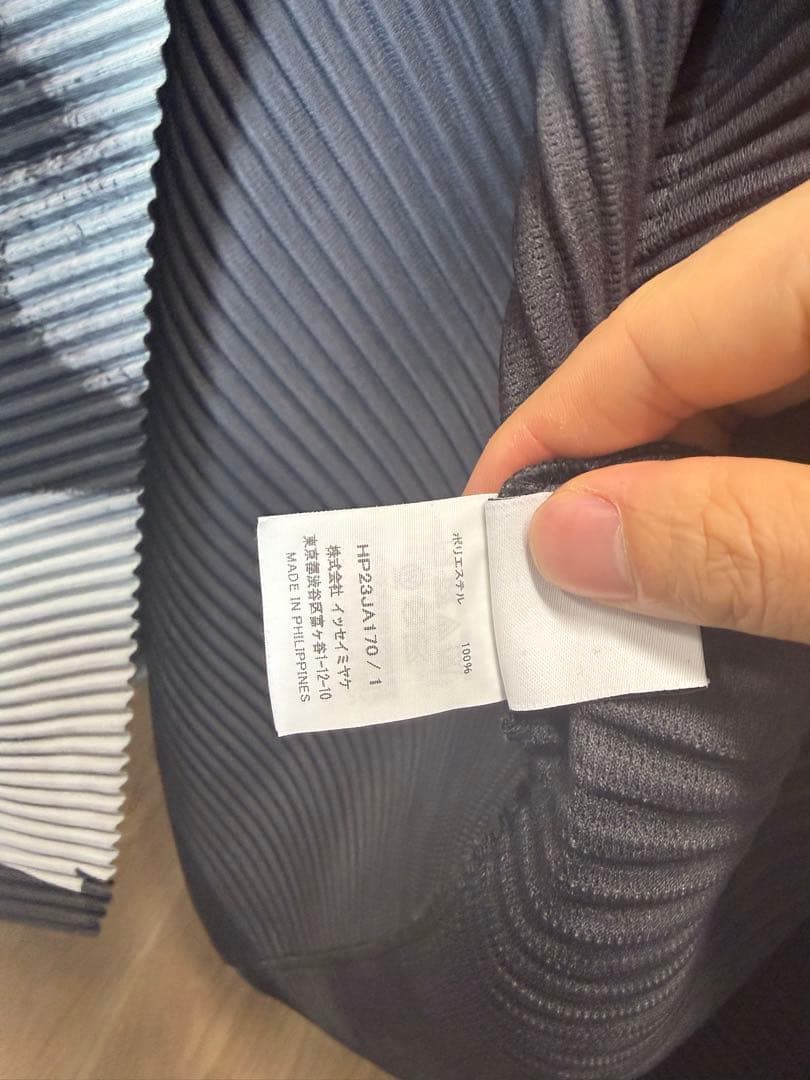 ポリエステル 100%
HP23JA170 / 1
株式会社 イッセイミヤケ
東京都渋谷区富ヶ谷1-12-10
MADE IN PHILIPPINES